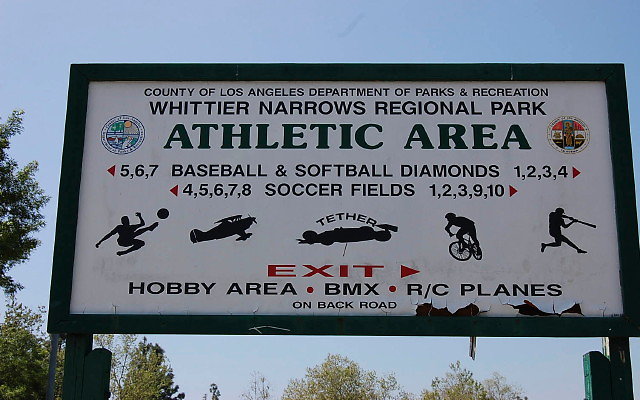 COUNTY OF LOS ANGELES DEPARTMENT OF PARKS & RECREATION
WHITTIER NARROWS REGIONAL PARK
ATHLETIC AREA
5,6,7 BASEBALL & SOFTBALL DIAMONDS 1,2,3,4
4,5,6,7,8 SOCCER FIELDS 1,2,3,9,10
TETHER
EXIT
HOBBY AREA • BMX • R/C PLANES
ON BACK ROAD